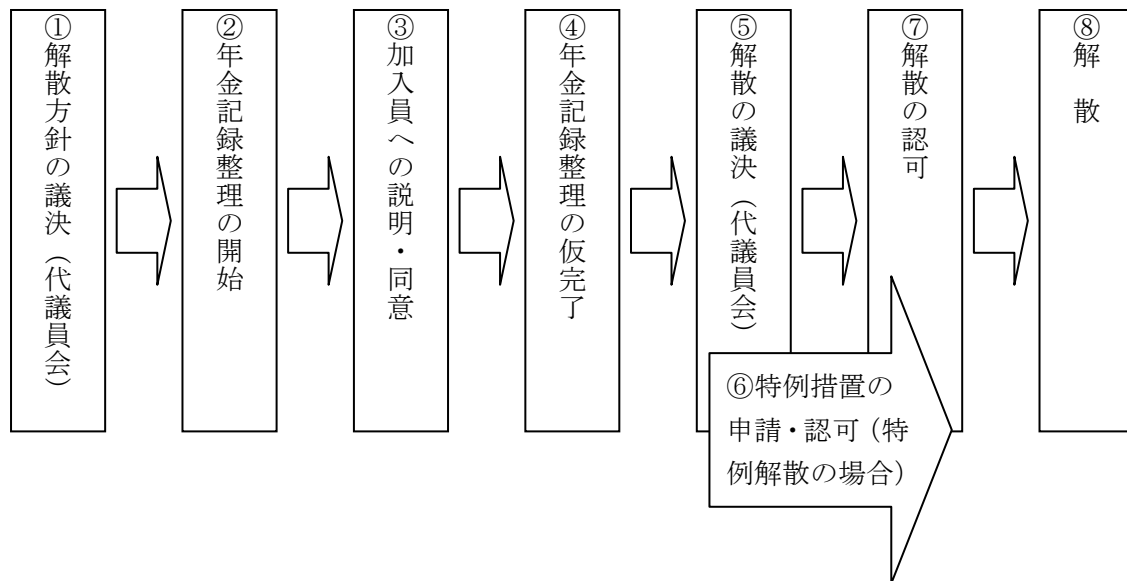 ①解散方針の議決（代議員会）
②年金記録整理の開始
③加入員への説明・同意
④年金記録整理の仮完了
⑤解散の議決（代議員会）
⑥特例措置の
申請・認可（特
例解散の場合）
⑦解散の認可
⑧解　散